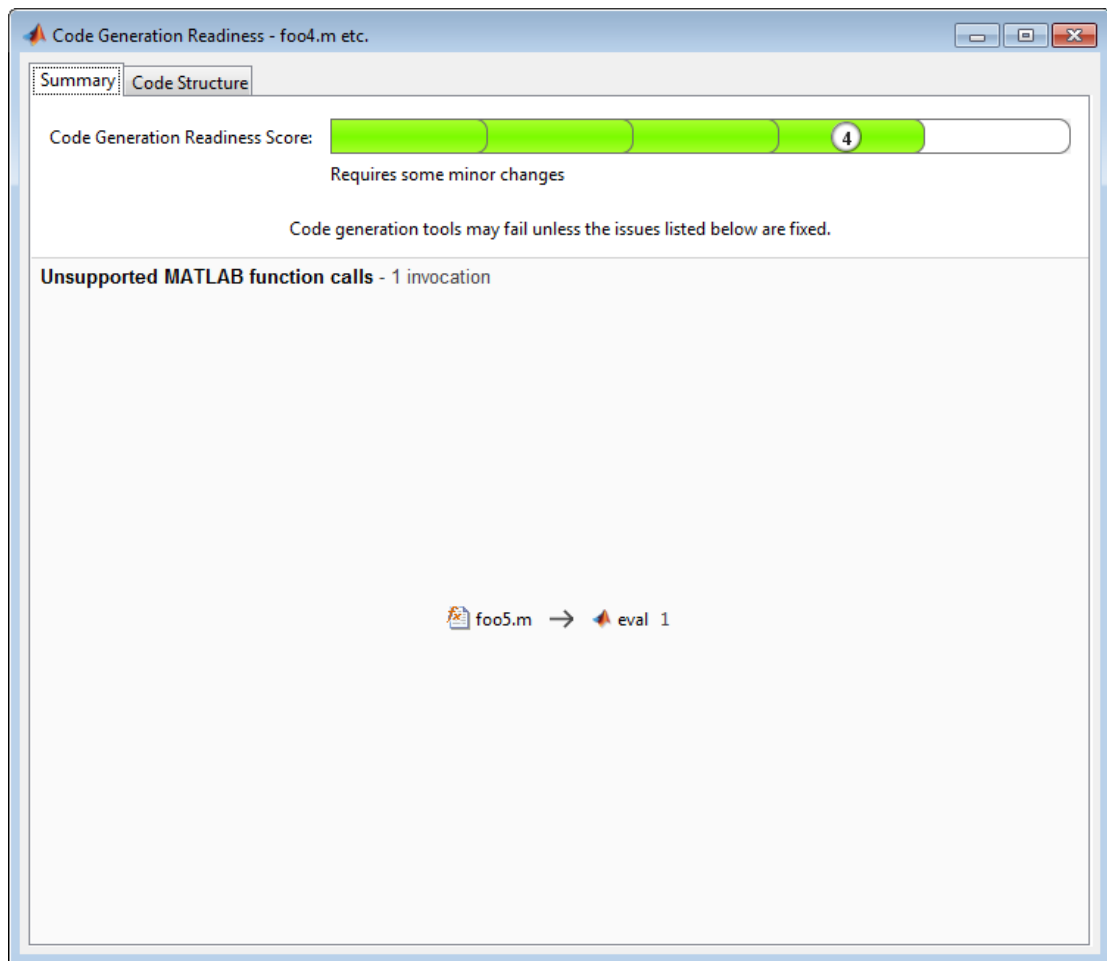 Code Generation Readiness - foo4.m etc.
Summary Code Structure
Code Generation Readiness Score: 4
Requires some minor changes
Code generation tools may fail unless the issues listed below are fixed.
Unsupported MATLAB function calls - 1 invocation
foo5.m → eval 1